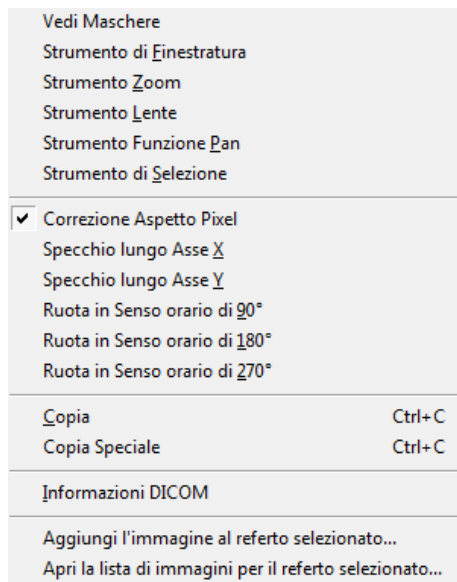 Vedi Maschere
Strumento di Finestratura
Strumento Zoom
Strumento Lente
Strumento Funzione Pan
Strumento di Selezione
Correzione Aspetto Pixel
Specchio lungo Asse X
Specchio lungo Asse Y
Ruota in Senso orario di 90°
Ruota in Senso orario di 180°
Ruota in Senso orario di 270°
Copia Ctrl+C
Copia Speciale Ctrl+C
Informazioni DICOM
Aggiungi l'immagine al referto selezionato...
Apri la lista di immagini per il referto selezionato...